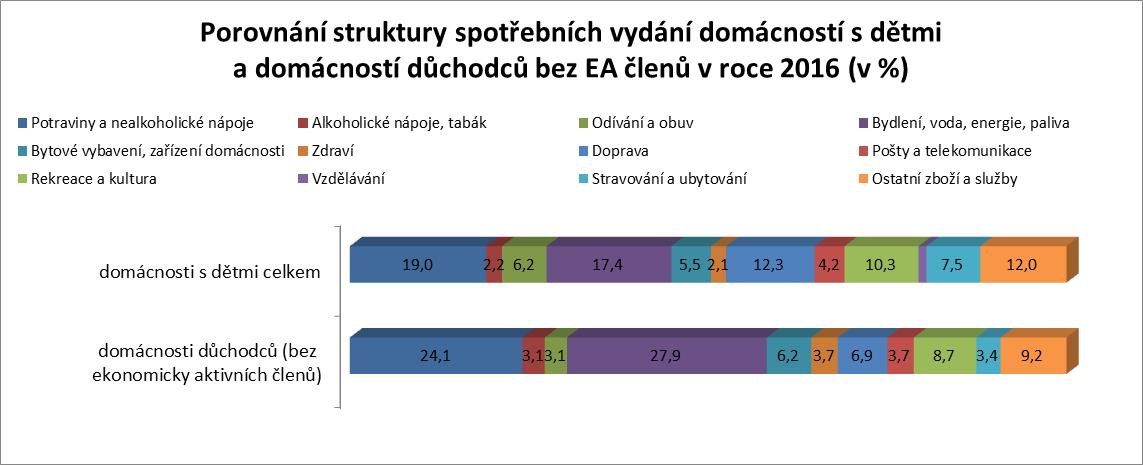 Porovnání struktury spotřebních vydání domácností s dětmi
a domácností důchodců bez EA členů v roce 2016 (v %)
Potraviny a nealkoholické nápoje
Alkoholické nápoje, tabák
Odívání a obuv
Bydlení, voda, energie, paliva
Bytové vybavení, zařízení domácnosti
Zdraví
Doprava
Pošty a telekomunikace
Rekreace a kultura
Vzdělávání
Stravování a ubytování
Ostatní zboží a služby
domácnosti s dětmi celkem
19,0 2,2 6,2 17,4 5,5 2,1 12,3 4,2 10,3 7,5 12,0
domácnosti důchodců (bez
ekonomicky aktivních členů)
24,1 3,1 3,1 27,9 6,2 3,7 6,9 3,7 8,7 3,4 9,2